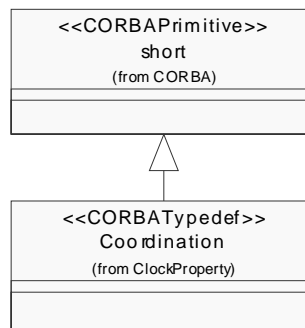 <<CORBAPrimitive>>
short
(from CORBA)
<<CORBATypedef>>
Coordination
(from ClockProperty)